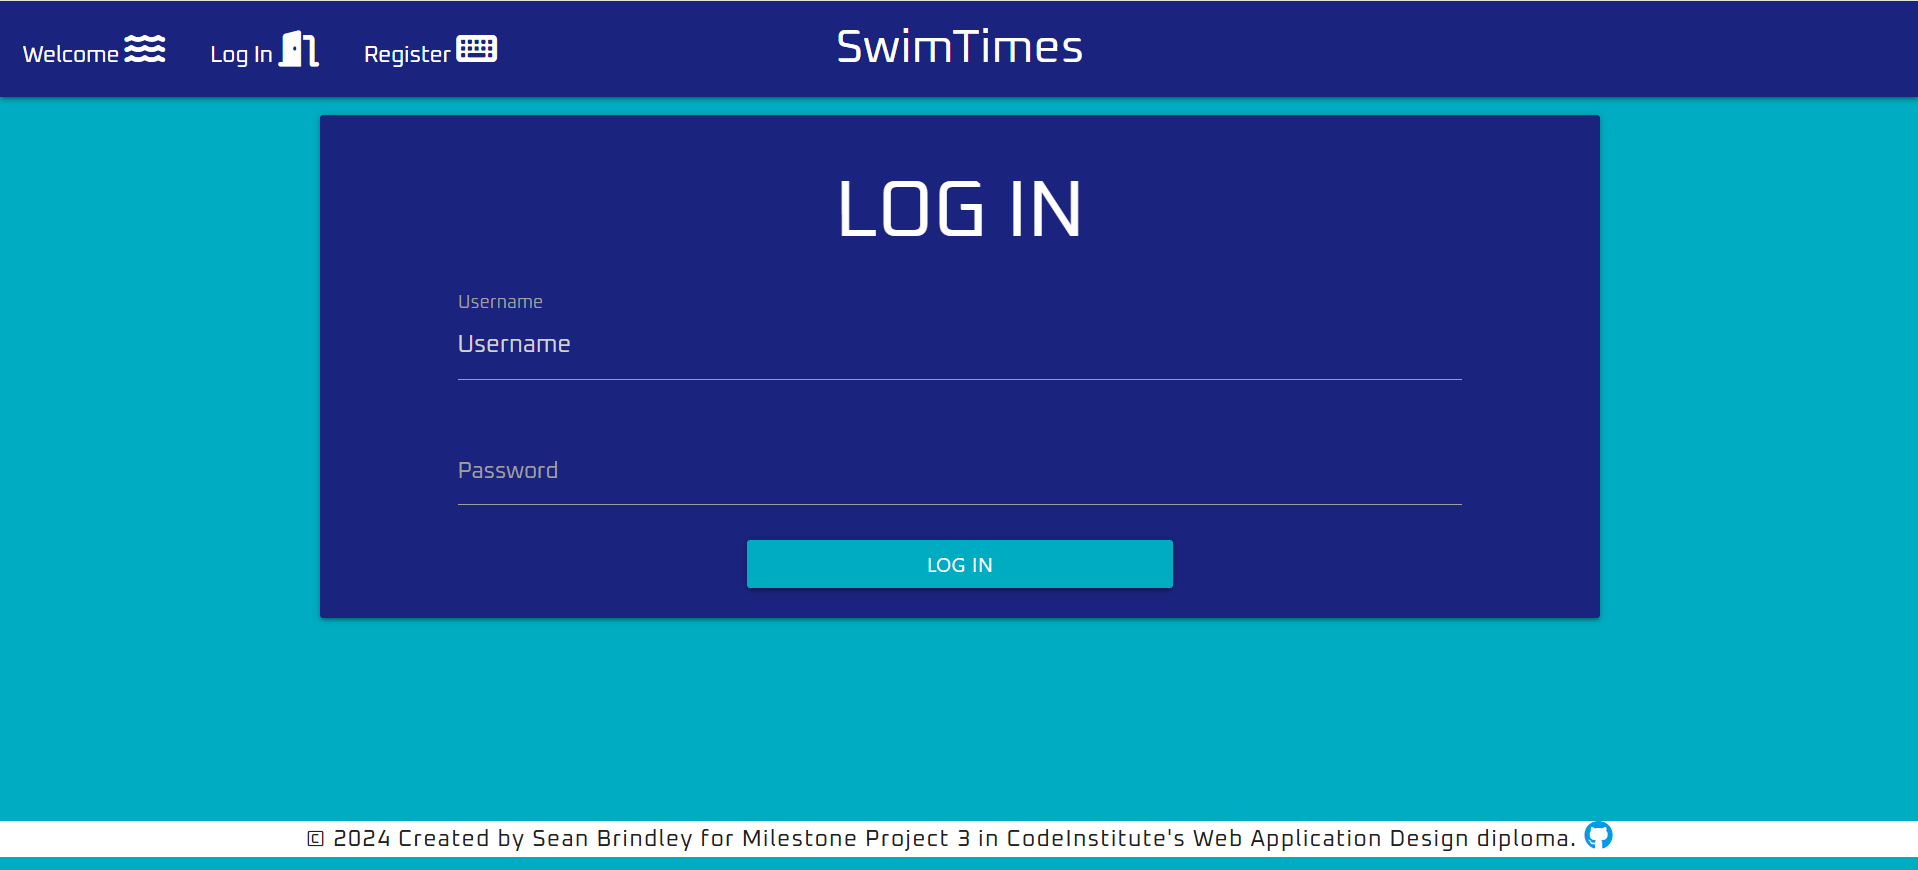 Welcome Log In Register SwimTimes
LOG IN
Username
Username
Password
LOG IN
© 2024 Created by Sean Brindley for Milestone Project 3 in CodeInstitute's Web Application Design diploma.